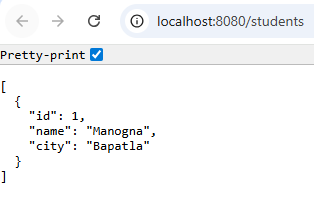 localhost:8080/students
Pretty-print
[
  {
    "id": 1,
    "name": "Manogna",
    "city": "Bapatla"
  }
]